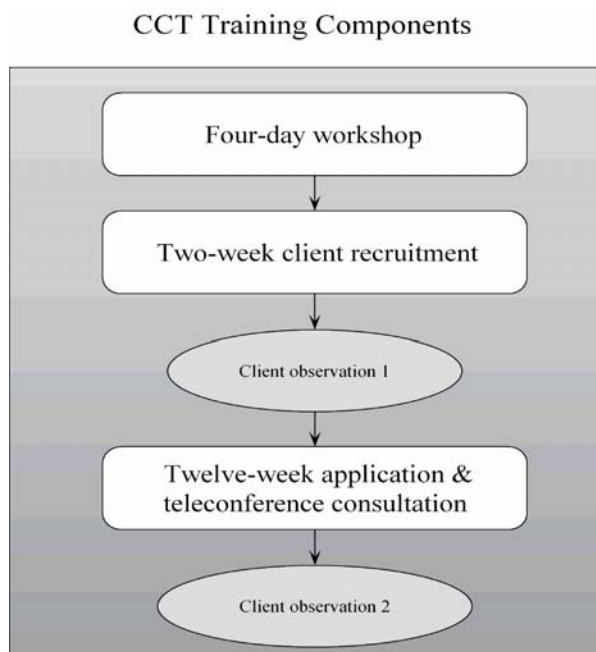 CCT Training Components
Four-day workshop
Two-week client recruitment
Client observation 1
Twelve-week application &
teleconference consultation
Client observation 2